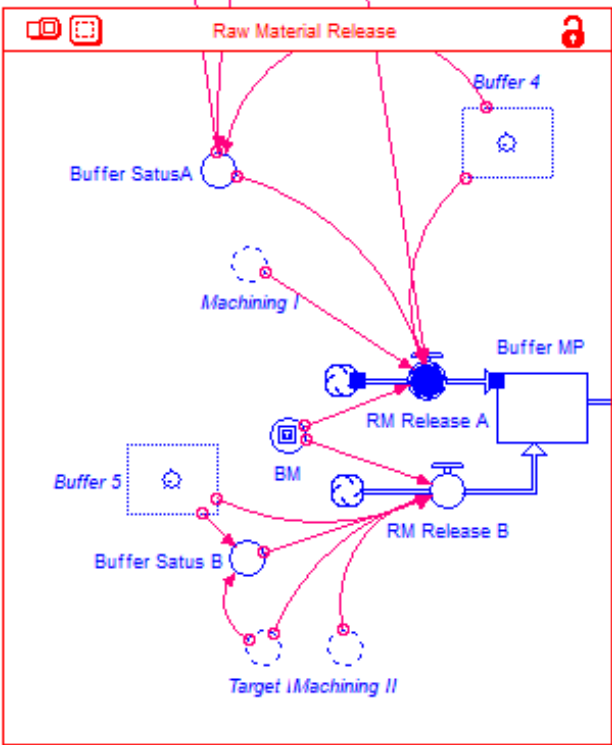 Raw Material Release
Buffer 4
Buffer SatusA
Machining I
Buffer MP
RM Release A
BM
Buffer 5
RM Release B
Buffer Satus B
Target I
Machining II